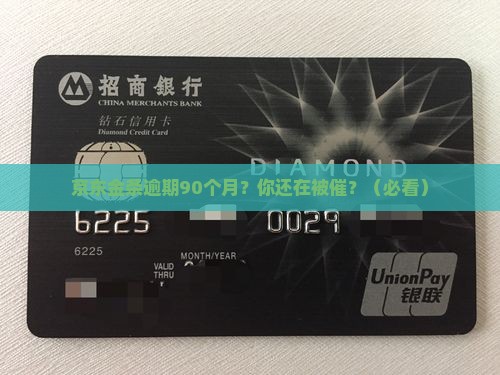 招商銀行
CHINA MERCHANTS BANK
钻石信用卡
Diamond Credit Card
DIAMOND
京东金条逾期90个月？你还在被催？（必看）
6225 0029
6225
MONTH/YEAR
VALID
THRU
UnionPay
银联